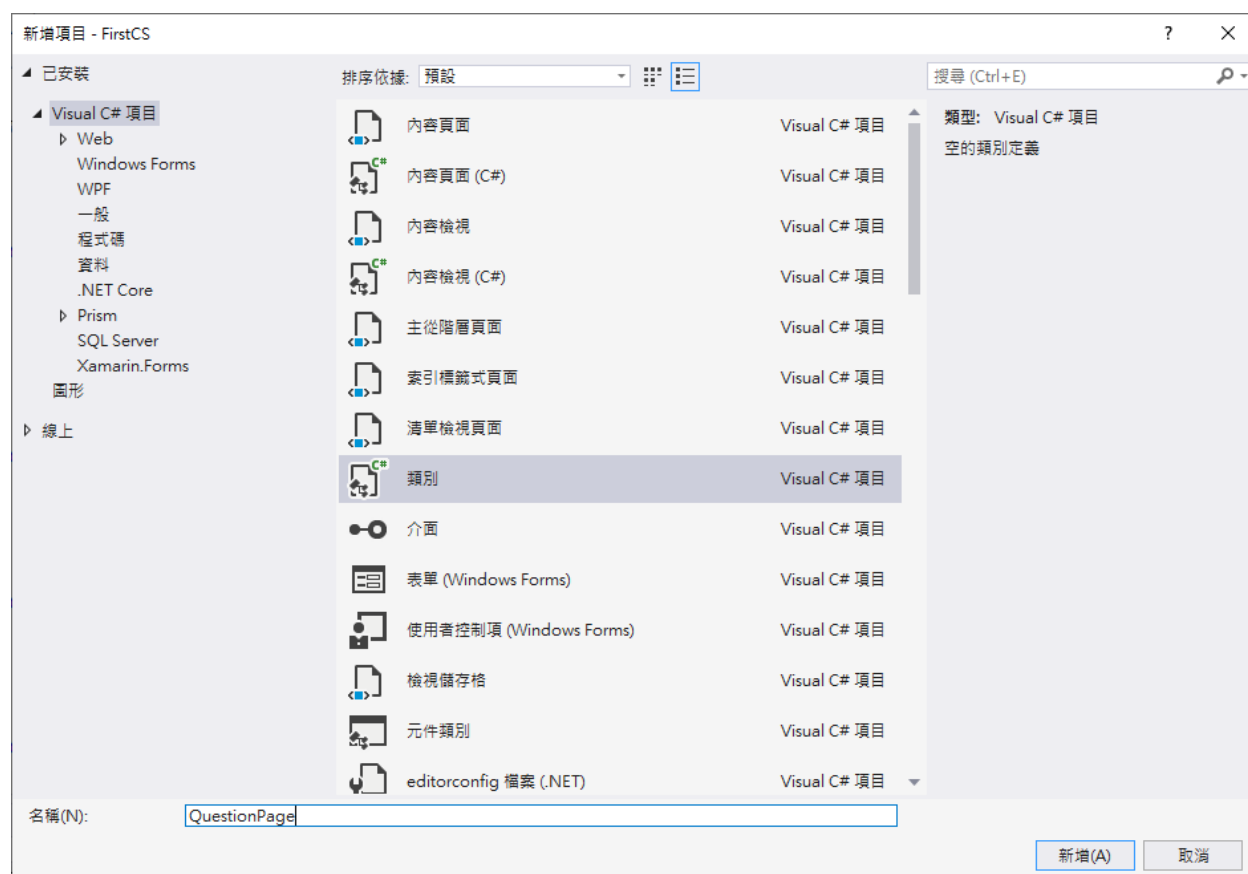 新增項目 - FirstCS
? ×
已安裝
排序依據: 預設
搜尋 (Ctrl+E)
Visual C# 項目
Web
Windows Forms
WPF
一般
程式碼
資料
.NET Core
Prism
SQL Server
Xamarin.Forms
圖形
線上
內容頁面 Visual C# 項目
C# 內容頁面 (C#) Visual C# 項目
內容檢視 Visual C# 項目
C# 內容檢視 (C#) Visual C# 項目
主從階層頁面 Visual C# 項目
索引標籤式頁面 Visual C# 項目
清單檢視頁面 Visual C# 項目
C# 類別 Visual C# 項目
介面 Visual C# 項目
表單 (Windows Forms) Visual C# 項目
使用者控制項 (Windows Forms) Visual C# 項目
檢視儲存格 Visual C# 項目
元件類別 Visual C# 項目
editorconfig 檔案 (.NET) Visual C# 項目
類型: Visual C# 項目
空的類別定義
名稱(N): QuestionPage
新增(A) 取消